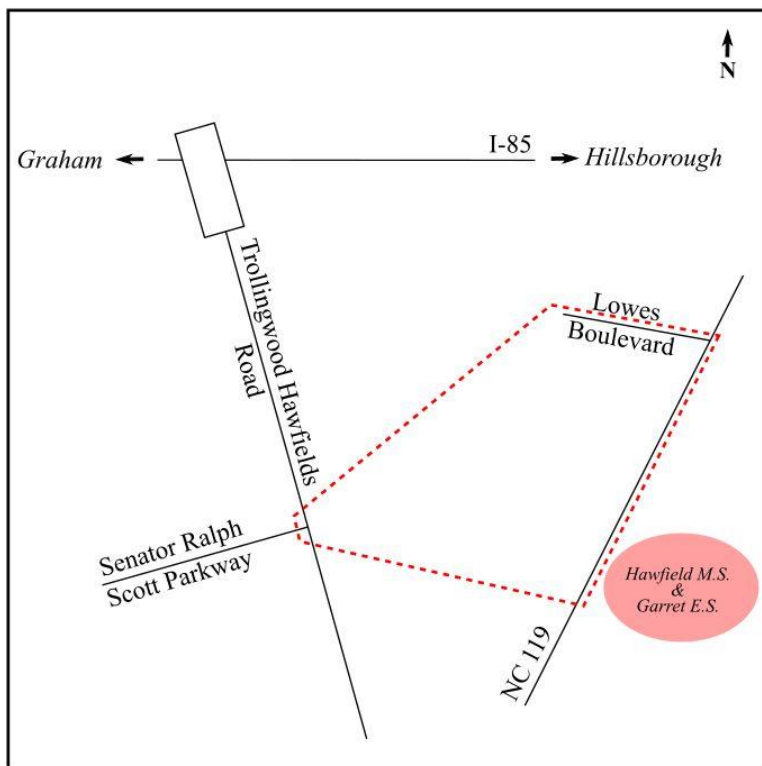 N
I-85
Graham
Hillsborough
Trollingwood Hawfields
Road
Lowes
Boulevard
Senator Ralph
Scott Parkway
Hawfield M.S.
&
Garret E.S.
NC 119